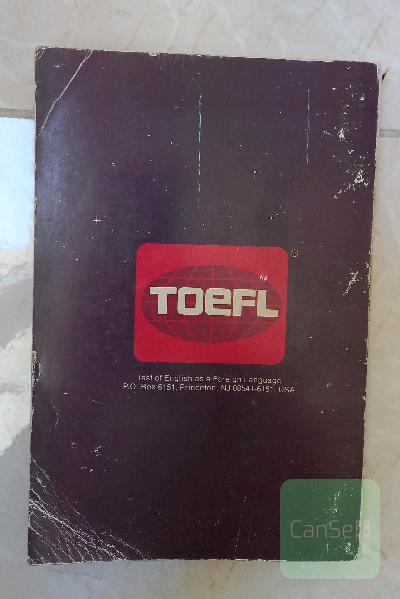 TOEFL
®
Test of English as a Foreign Language
P.O. Box 6151, Princeton, NJ 08541-6151, USA
CanSell